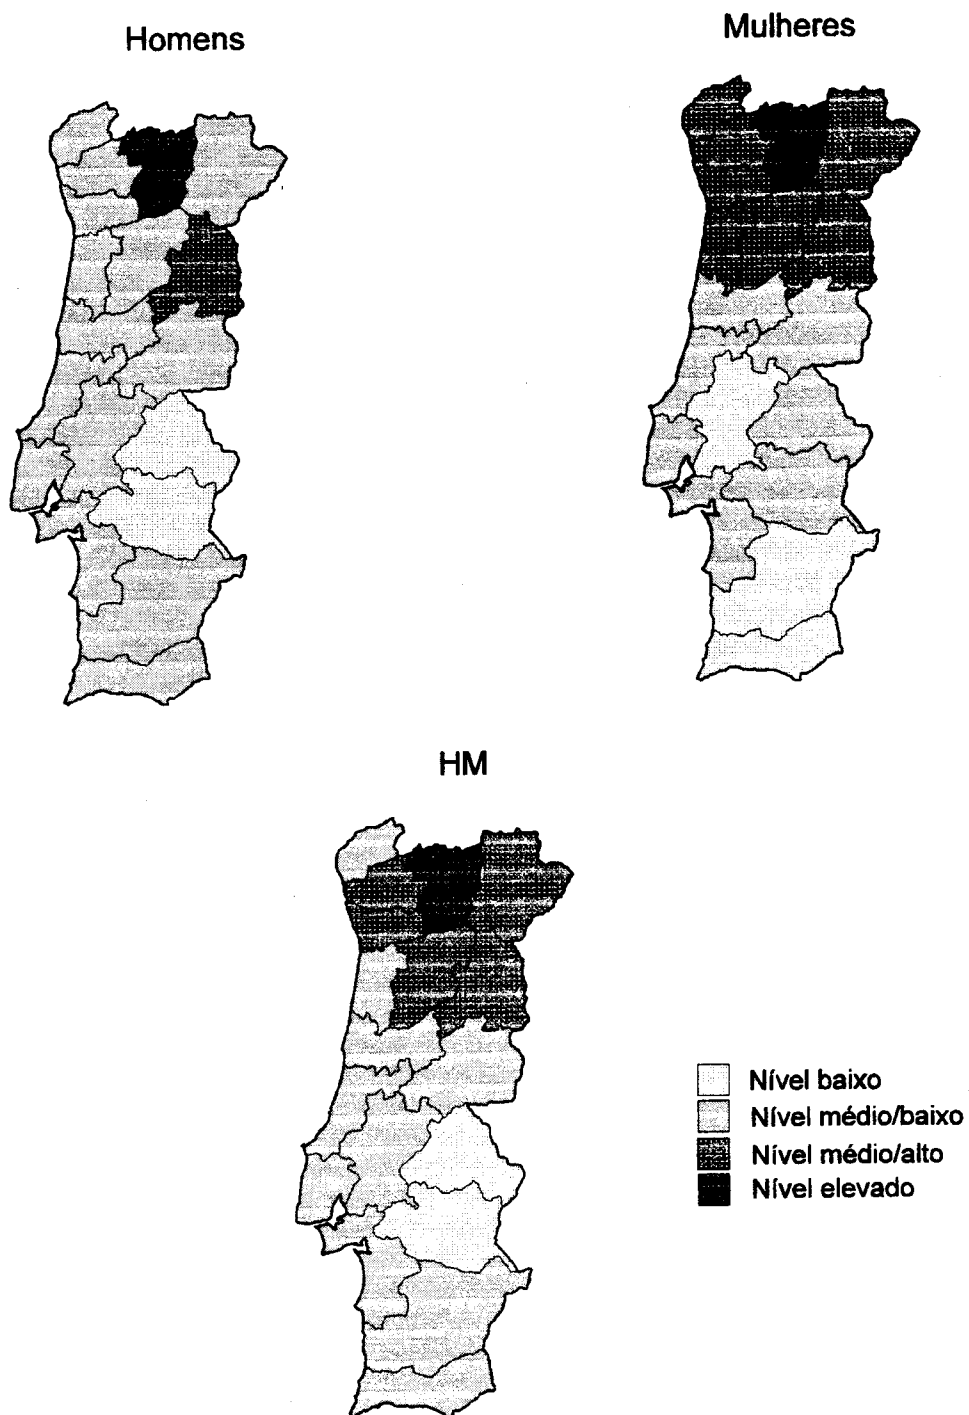 Homens
Mulheres
HM
Nível baixo
Nível médio/baixo
Nível médio/alto
Nível elevado